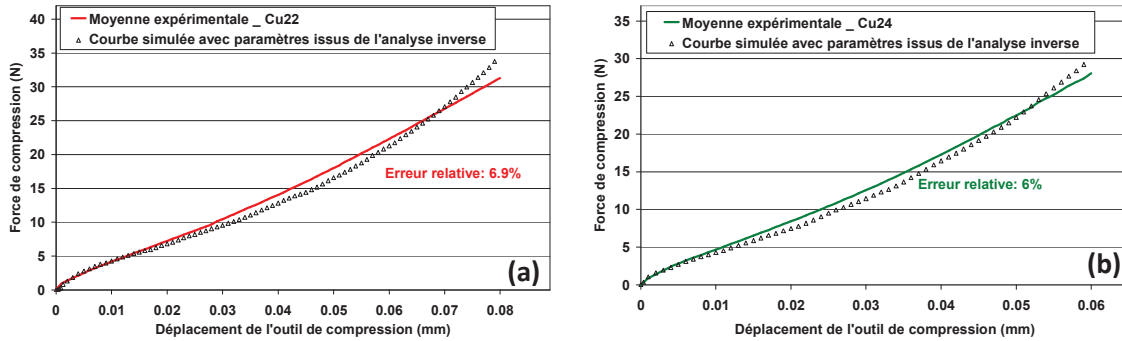 Moyenne expérimentale _ Cu22
Courbe simulée avec paramètres issus de l'analyse inverse
Force de compression (N)
40
35
30
25
20
15
10
5
0
Erreur relative: 6.9%
(a)
0 0.01 0.02 0.03 0.04 0.05 0.06 0.07 0.08
Déplacement de l'outil de compression (mm)
Moyenne expérimentale _ Cu24
Courbe simulée avec paramètres issus de l'analyse inverse
Force de compression (N)
35
30
25
20
15
10
5
0
Erreur relative: 6%
(b)
0 0.01 0.02 0.03 0.04 0.05 0.06
Déplacement de l'outil de compression (mm)